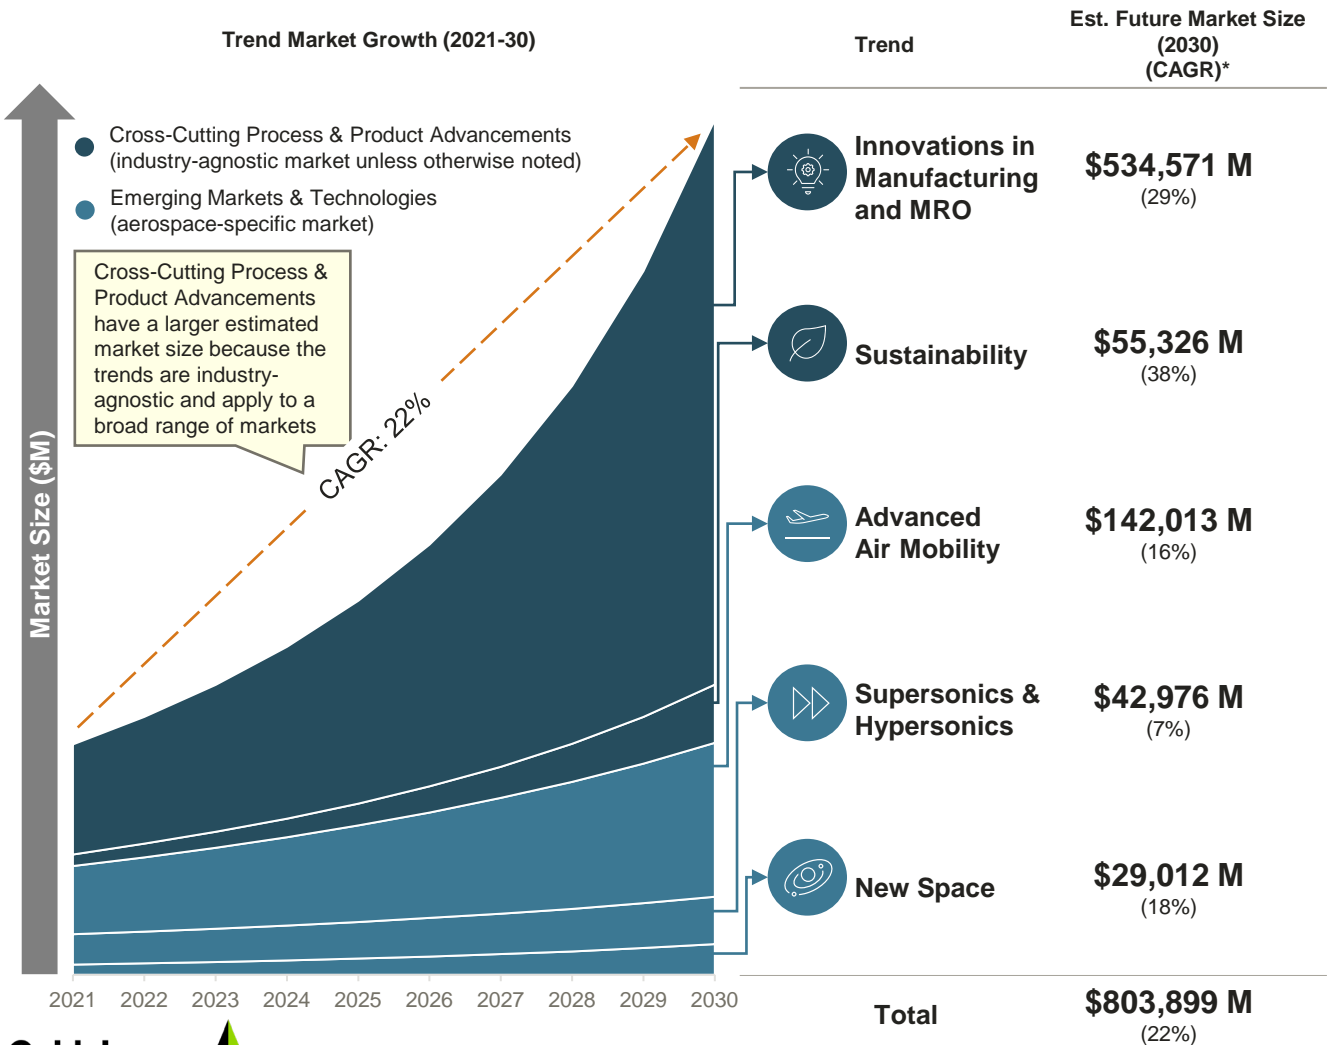 Trend Market Growth (2021-30)
Trend
Est. Future Market Size
(2030)
(CAGR)*
Cross-Cutting Process & Product Advancements
(industry-agnostic market unless otherwise noted)
Emerging Markets & Technologies
(aerospace-specific market)
Cross-Cutting Process &
Product Advancements
have a larger estimated
market size because the
trends are industry-
agnostic and apply to a
broad range of markets
CAGR: 22%
Market Size ($M)
Innovations in
Manufacturing
and MRO
$534,571 M
(29%)
Sustainability
$55,326 M
(38%)
Advanced
Air Mobility
$142,013 M
(16%)
Supersonics &
Hypersonics
$42,976 M
(7%)
New Space
$29,012 M
(18%)
2021 2022 2023 2024 2025 2026 2027 2028 2029 2030
Total
$803,899 M
(22%)